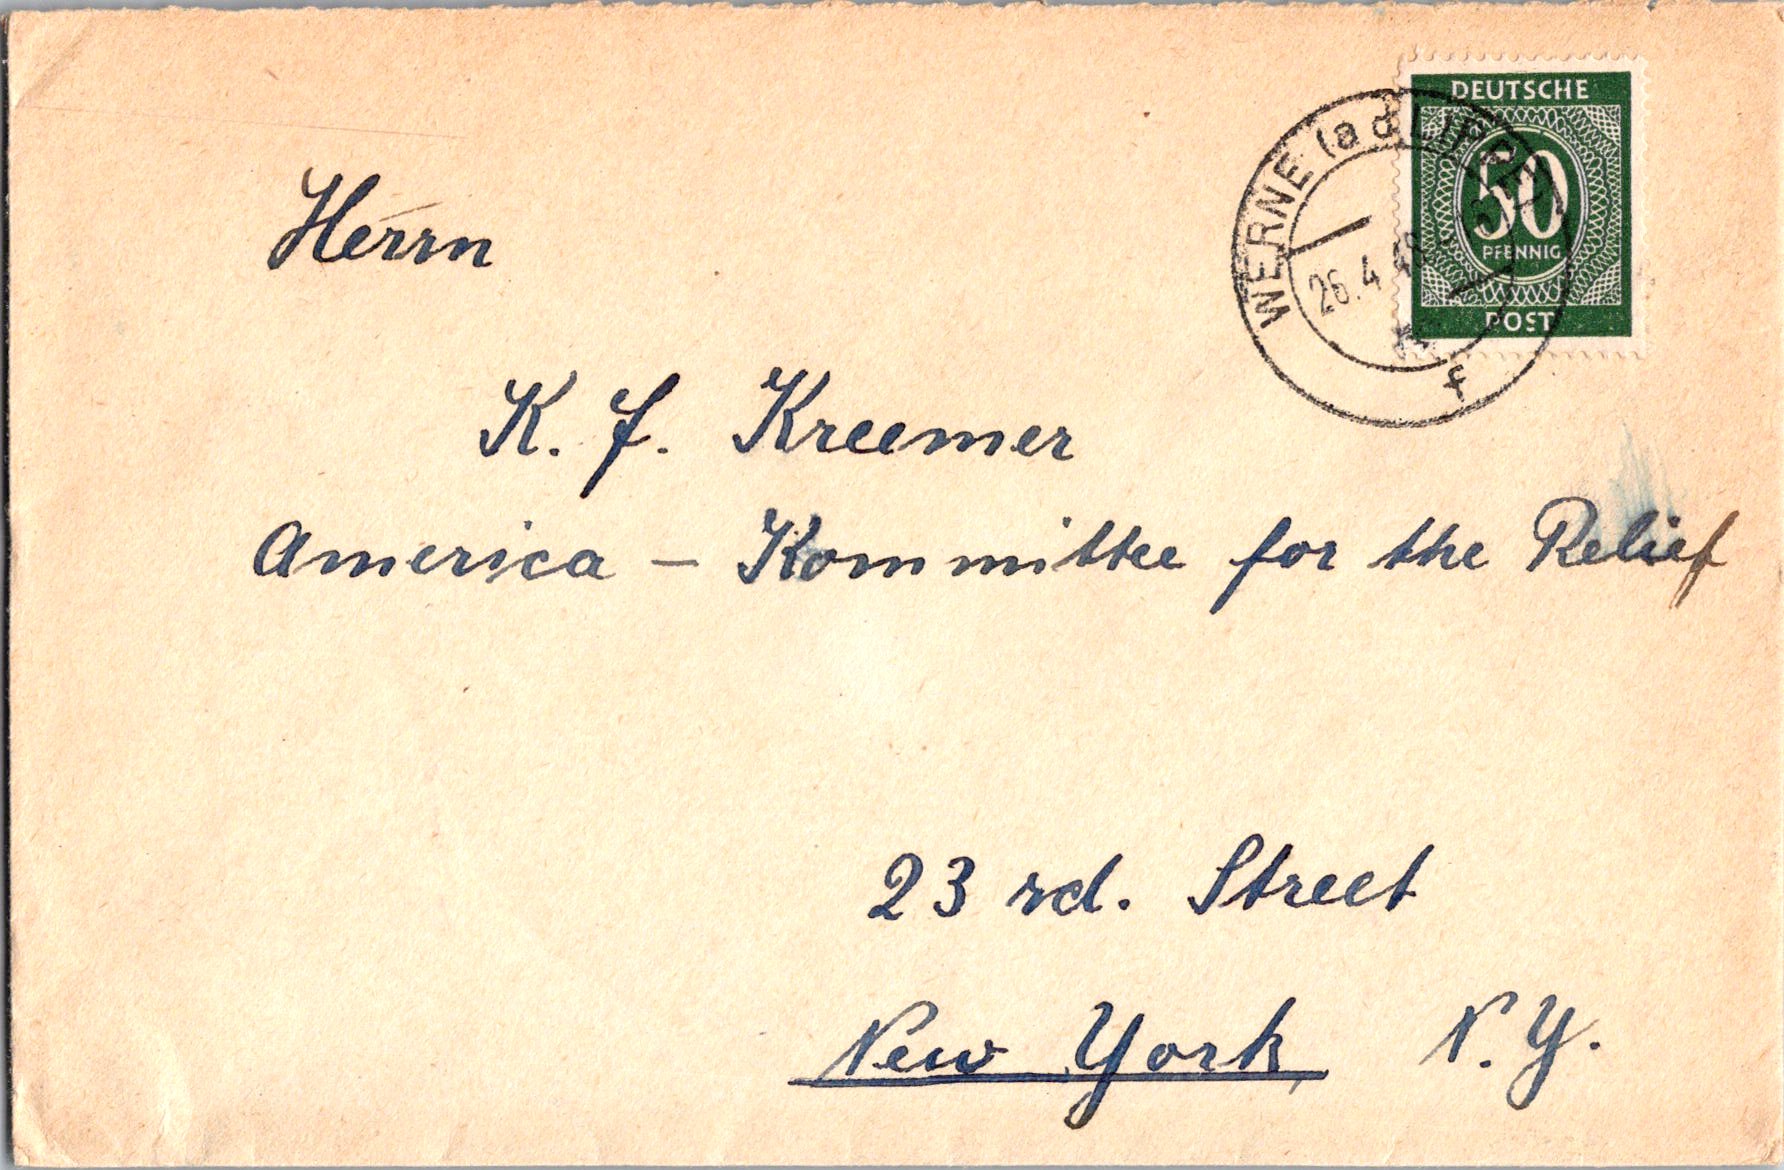 DEUTSCHE
50
PFENNIG
POST
WERNE (a d LIPPE)
26.4
f
Herrn
K. J. Kreemer
America – Kommittee for the Relief
23 rd. Street
New York N.Y.